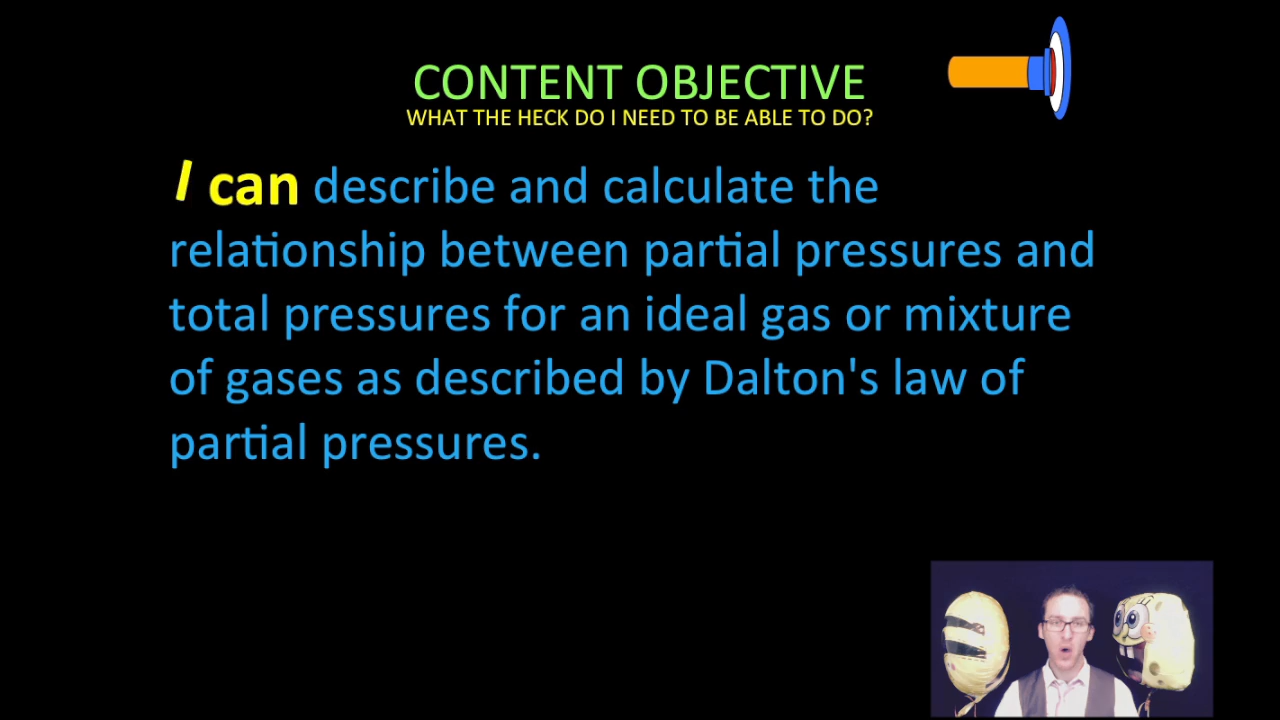 CONTENT OBJECTIVE
WHAT THE HECK DO I NEED TO BE ABLE TO DO?
I can describe and calculate the
relationship between partial pressures and
total pressures for an ideal gas or mixture
of gases as described by Dalton's law of
partial pressures.